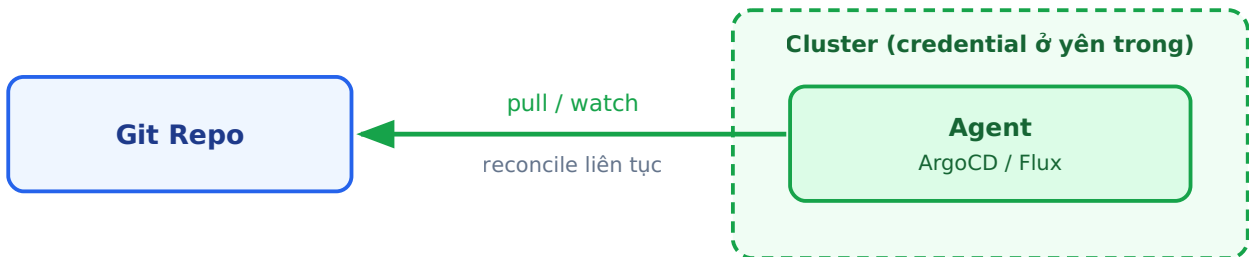 Cluster (credential ở yên trong)
Git Repo
pull / watch
reconcile liên tục
Agent
ArgoCD / Flux